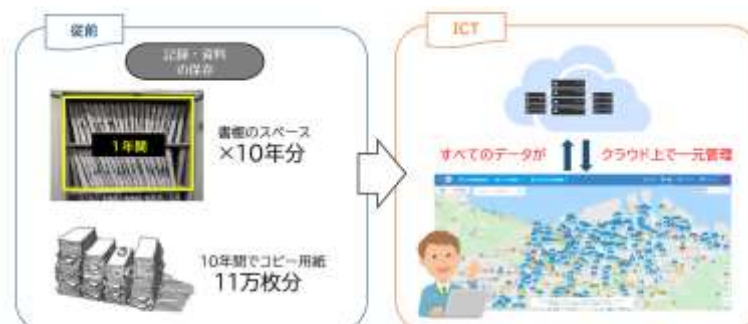 従前
記録・資料
の保存
1年間
書棚のスペース
×10年分
10年間でコピー用紙
11万枚分
ICT
すべてのデータが
クラウド上で一元管理